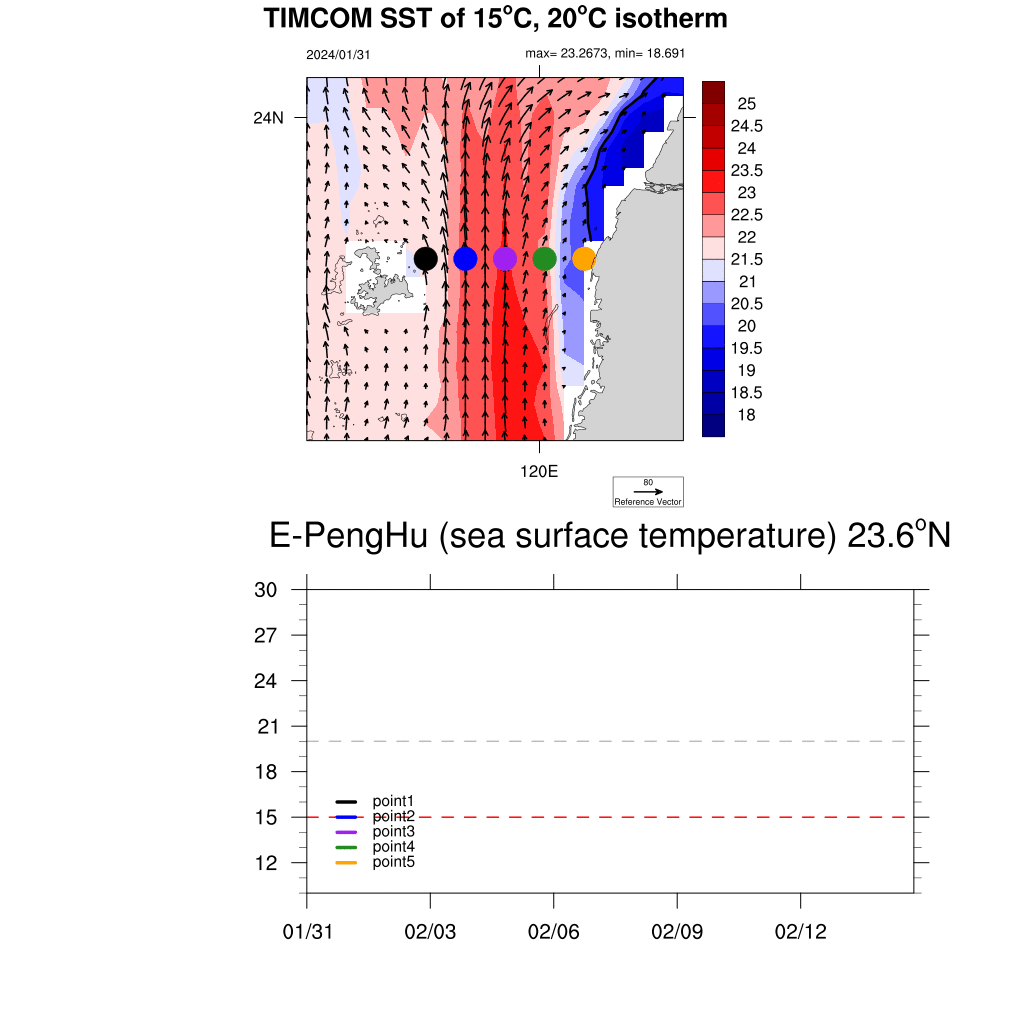 TIMCOM SST of 15°C, 20°C isotherm
2024/01/31
max= 23.2673, min= 18.691
24N
120E
25
24.5
24
23.5
23
22.5
22
21.5
21
20.5
20
19.5
19
18.5
18
80
Reference Vector
E-PengHu (sea surface temperature) 23.6°N
30
27
24
21
18
15
12
point1
point2
point3
point4
point5
01/31 02/03 02/06 02/09 02/12